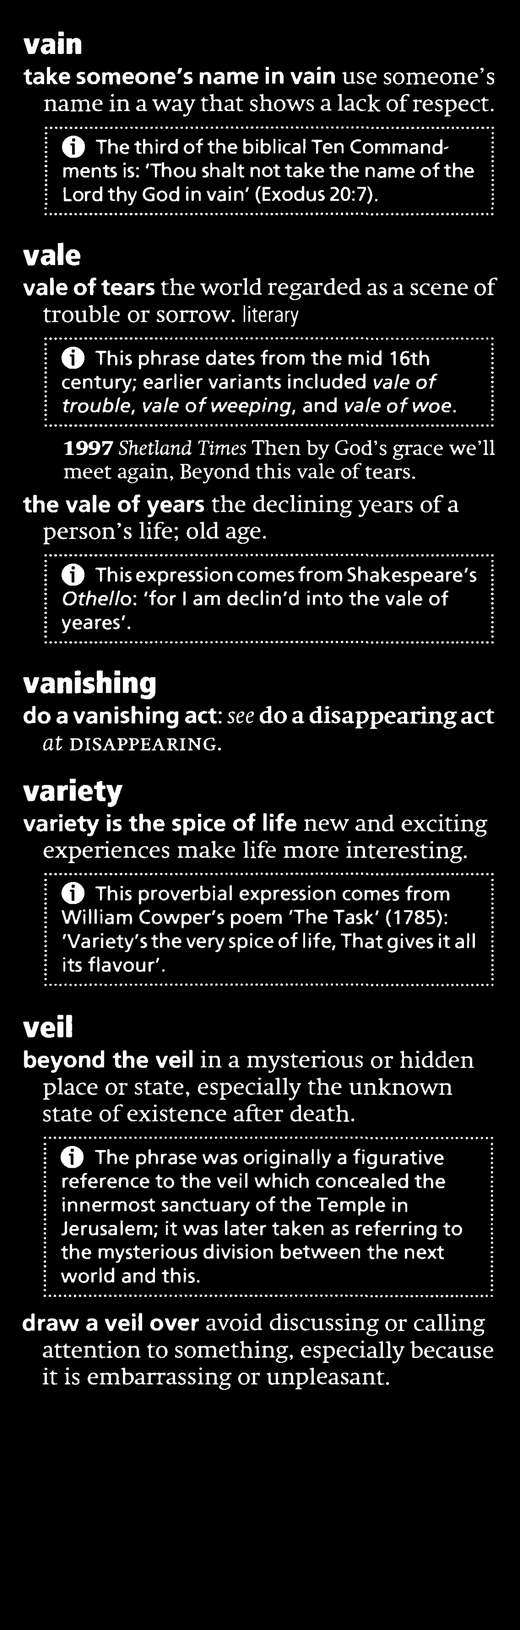 vain
take someone's name in vain use someone's
name in a way that shows a lack of respect.
ⓘ The third of the biblical Ten Command-
ments is: 'Thou shalt not take the name of the
Lord thy God in vain' (Exodus 20:7).
vale
vale of tears the world regarded as a scene of
trouble or sorrow. literary
ⓘ This phrase dates from the mid 16th
century; earlier variants included vale of
trouble, vale of weeping, and vale of woe.
1997 Shetland Times Then by God's grace we'll
meet again, Beyond this vale of tears.
the vale of years the declining years of a
person's life; old age.
ⓘ This expression comes from Shakespeare's
Othello: 'for I am declin'd into the vale of
yeares'.
vanishing
do a vanishing act: see do a disappearing act
at DISAPPEARING.
variety
variety is the spice of life new and exciting
experiences make life more interesting.
ⓘ This proverbial expression comes from
William Cowper's poem 'The Task' (1785):
'Variety's the very spice of life, That gives it all
its flavour'.
veil
beyond the veil in a mysterious or hidden
place or state, especially the unknown
state of existence after death.
ⓘ The phrase was originally a figurative
reference to the veil which concealed the
innermost sanctuary of the Temple in
Jerusalem; it was later taken as referring to
the mysterious division between the next
world and this.
draw a veil over avoid discussing or calling
attention to something, especially because
it is embarrassing or unpleasant.